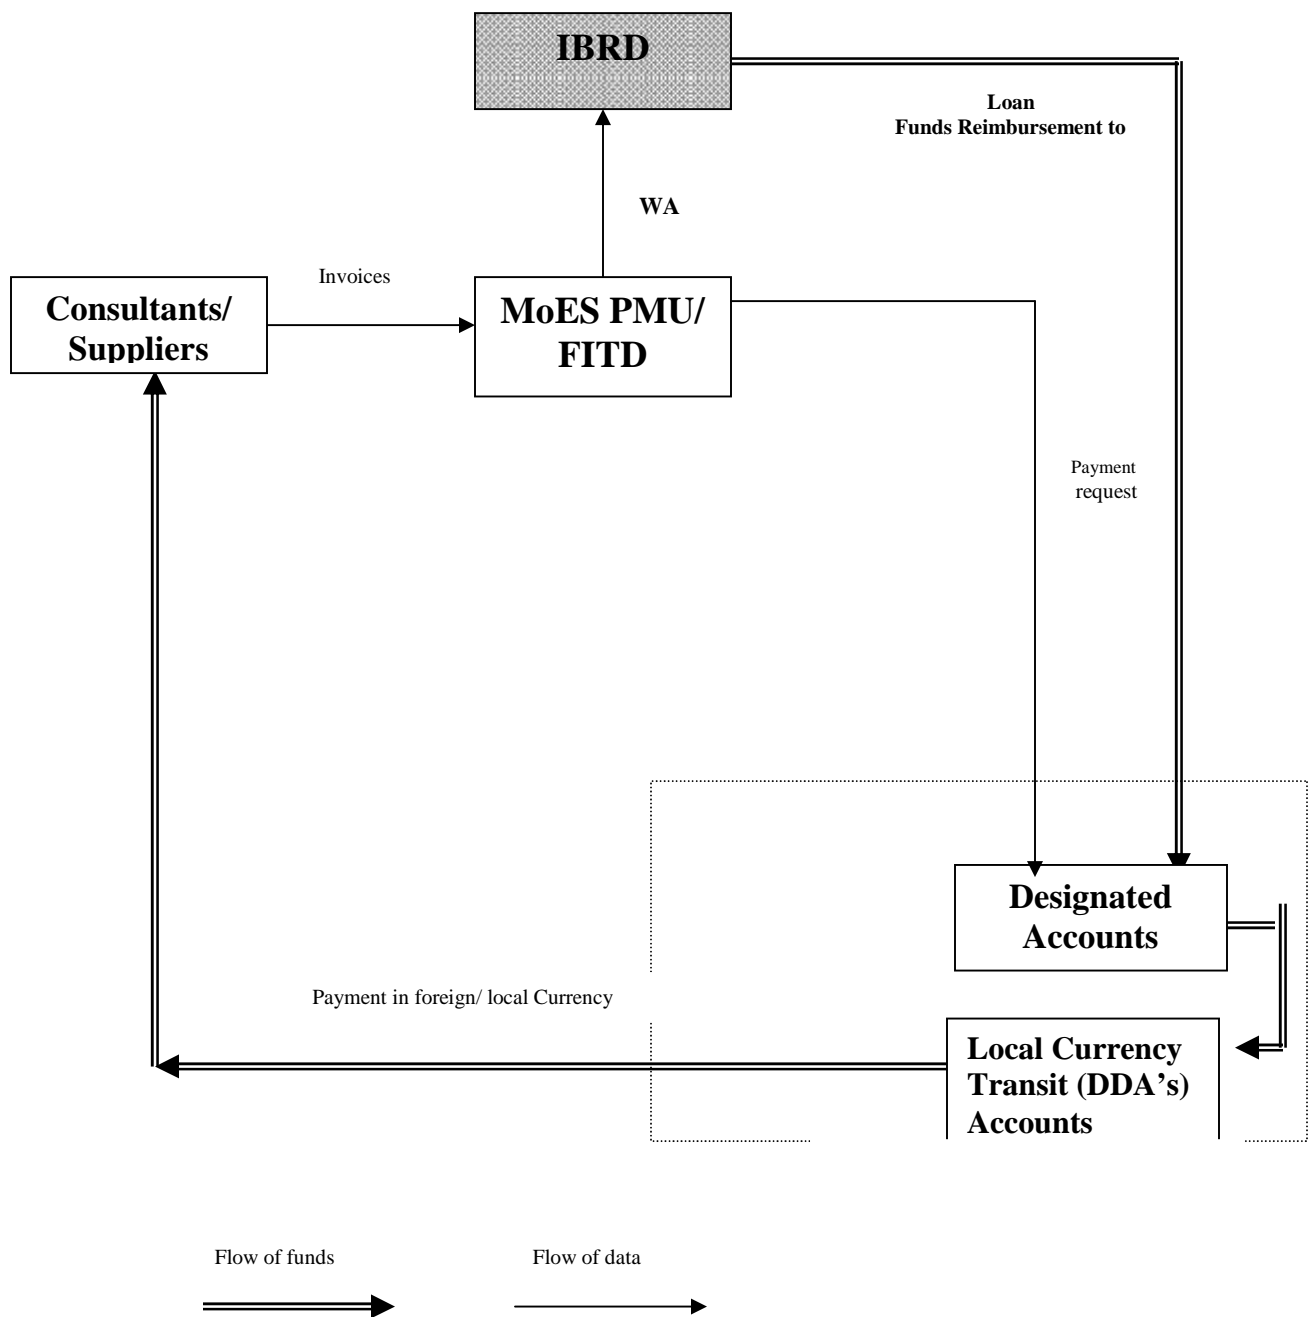 IBRD
Loan
Funds Reimbursement to
WA
Invoices
Consultants/
Suppliers
MoES PMU/
FITD
Payment
request
Designated
Accounts
Payment in foreign/ local Currency
Local Currency
Transit (DDA’s)
Accounts
Flow of funds
Flow of data